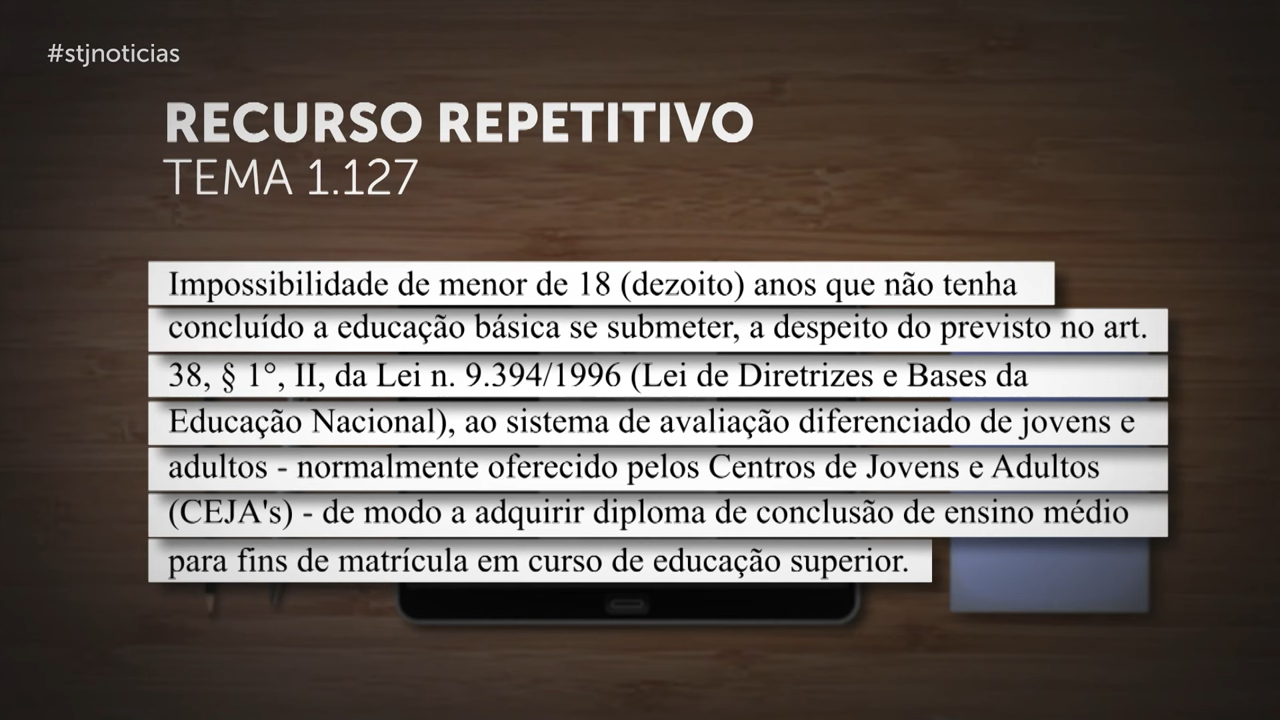 #stjnoticias
RECURSO REPETITIVO
TEMA 1.127
Impossibilidade de menor de 18 (dezoito) anos que não tenha
concluído a educação básica se submeter, a despeito do previsto no art.
38, § 1°, II, da Lei n. 9.394/1996 (Lei de Diretrizes e Bases da
Educação Nacional), ao sistema de avaliação diferenciado de jovens e
adultos - normalmente oferecido pelos Centros de Jovens e Adultos
(CEJA's) - de modo a adquirir diploma de conclusão de ensino médio
para fins de matrícula em curso de educação superior.